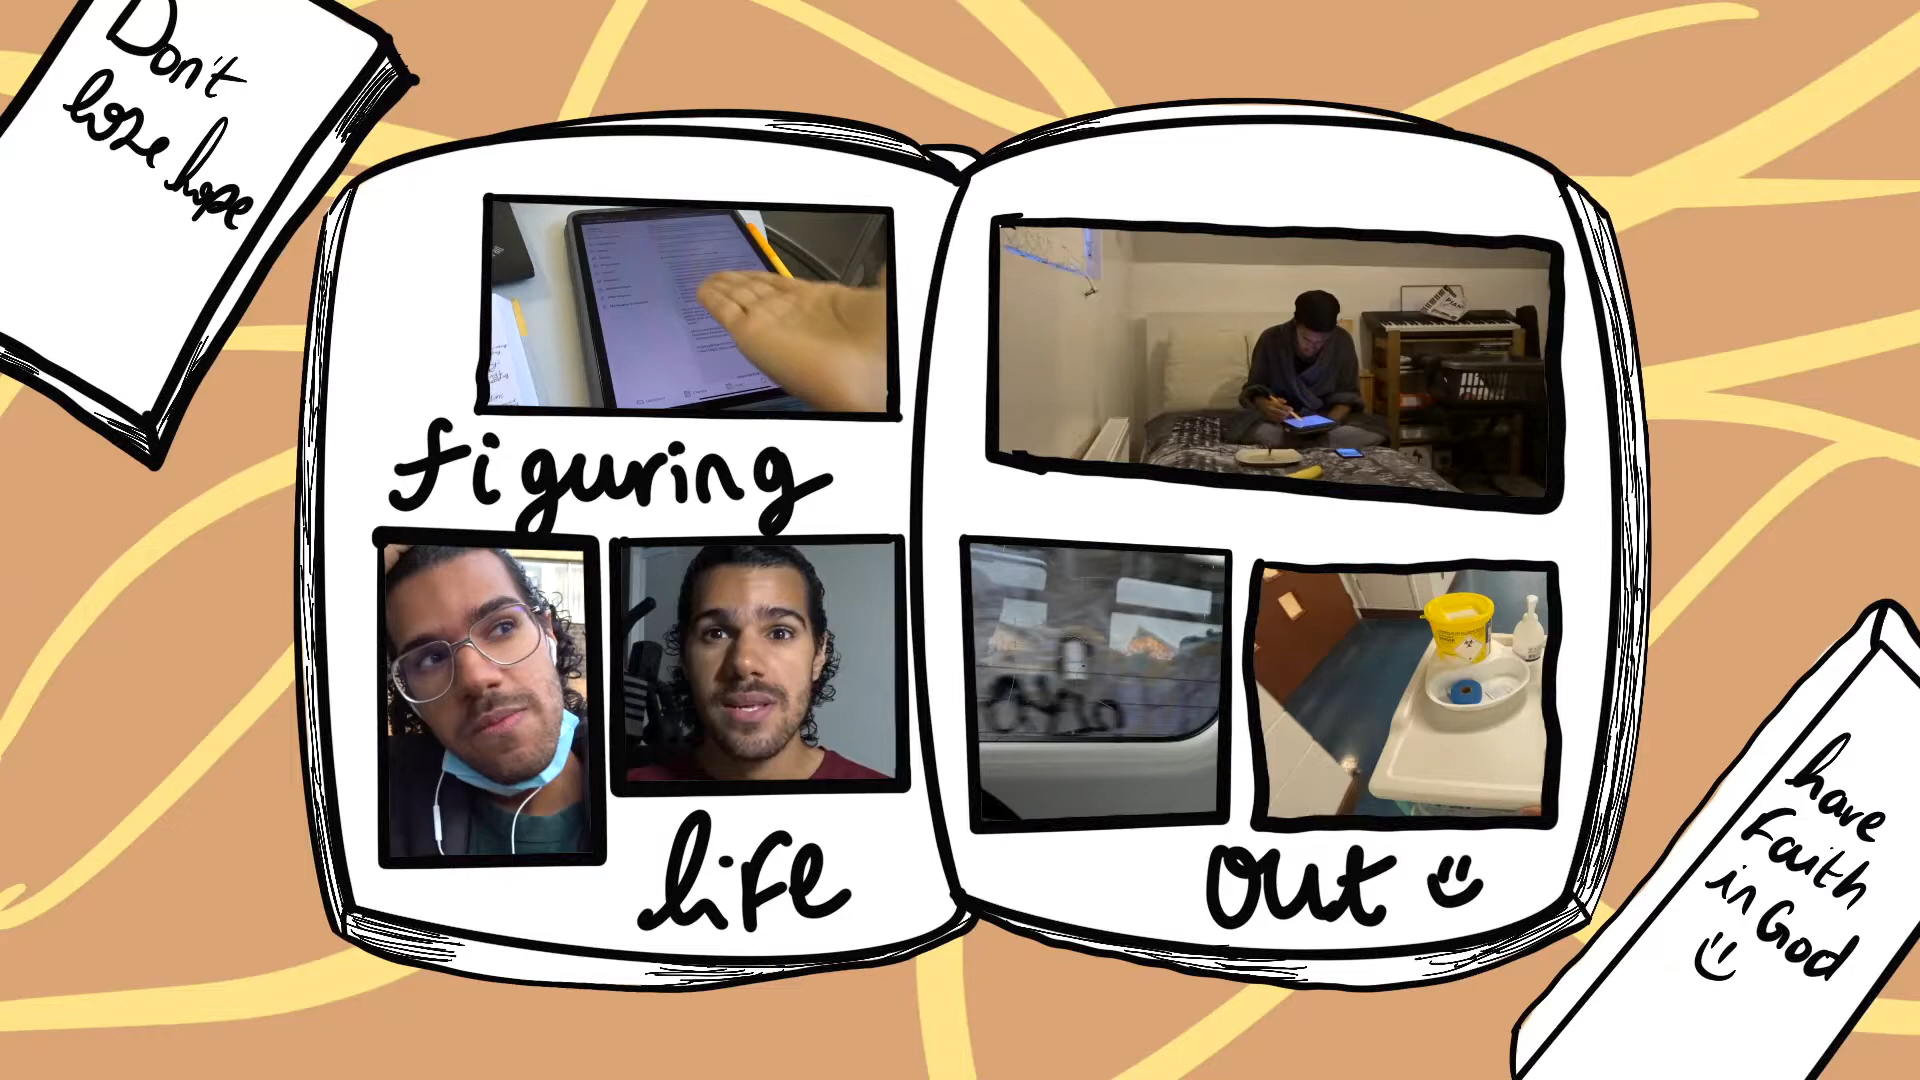 Don't
lose hope
figuring
life
out
have
Faith
in God